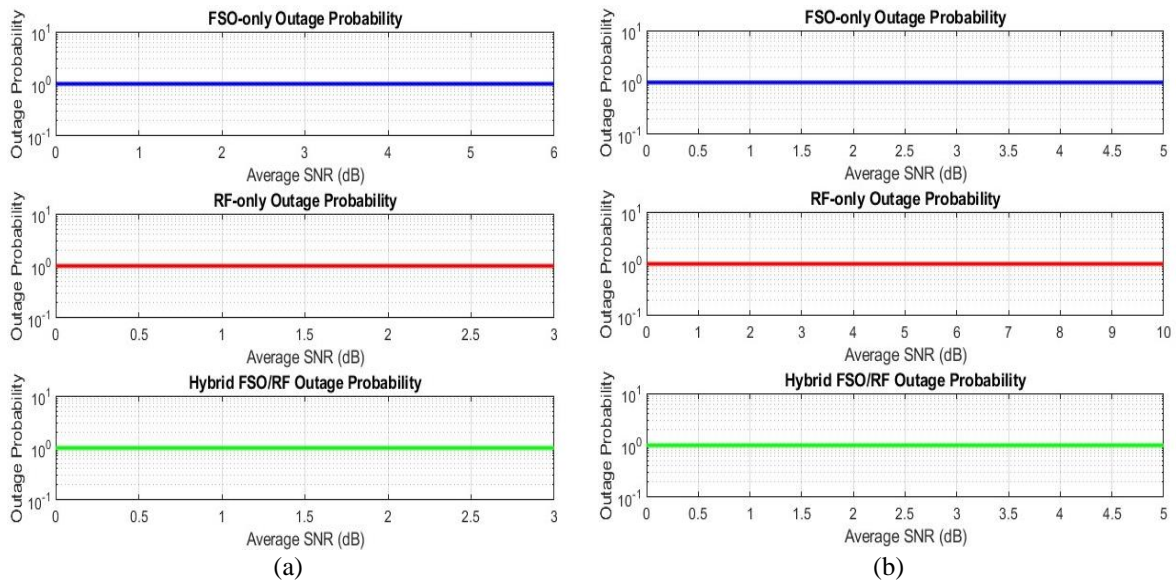 FSO-only Outage Probability
Outage Probability
10^1
10^0
10^-1
0 1 2 3 4 5 6
Average SNR (dB)
RF-only Outage Probability
Outage Probability
10^1
10^0
10^-1
0 0.5 1 1.5 2 2.5 3
Average SNR (dB)
Hybrid FSO/RF Outage Probability
Outage Probability
10^1
10^0
10^-1
0 0.5 1 1.5 2 2.5 3
Average SNR (dB)
(a)
FSO-only Outage Probability
Outage Probability
10^1
10^0
10^-1
0 0.5 1 1.5 2 2.5 3 3.5 4 4.5 5
Average SNR (dB)
RF-only Outage Probability
Outage Probability
10^1
10^0
10^-1
0 1 2 3 4 5 6 7 8 9 10
Average SNR (dB)
Hybrid FSO/RF Outage Probability
Outage Probability
10^1
10^0
10^-1
0 0.5 1 1.5 2 2.5 3 3.5 4 4.5 5
Average SNR (dB)
(b)